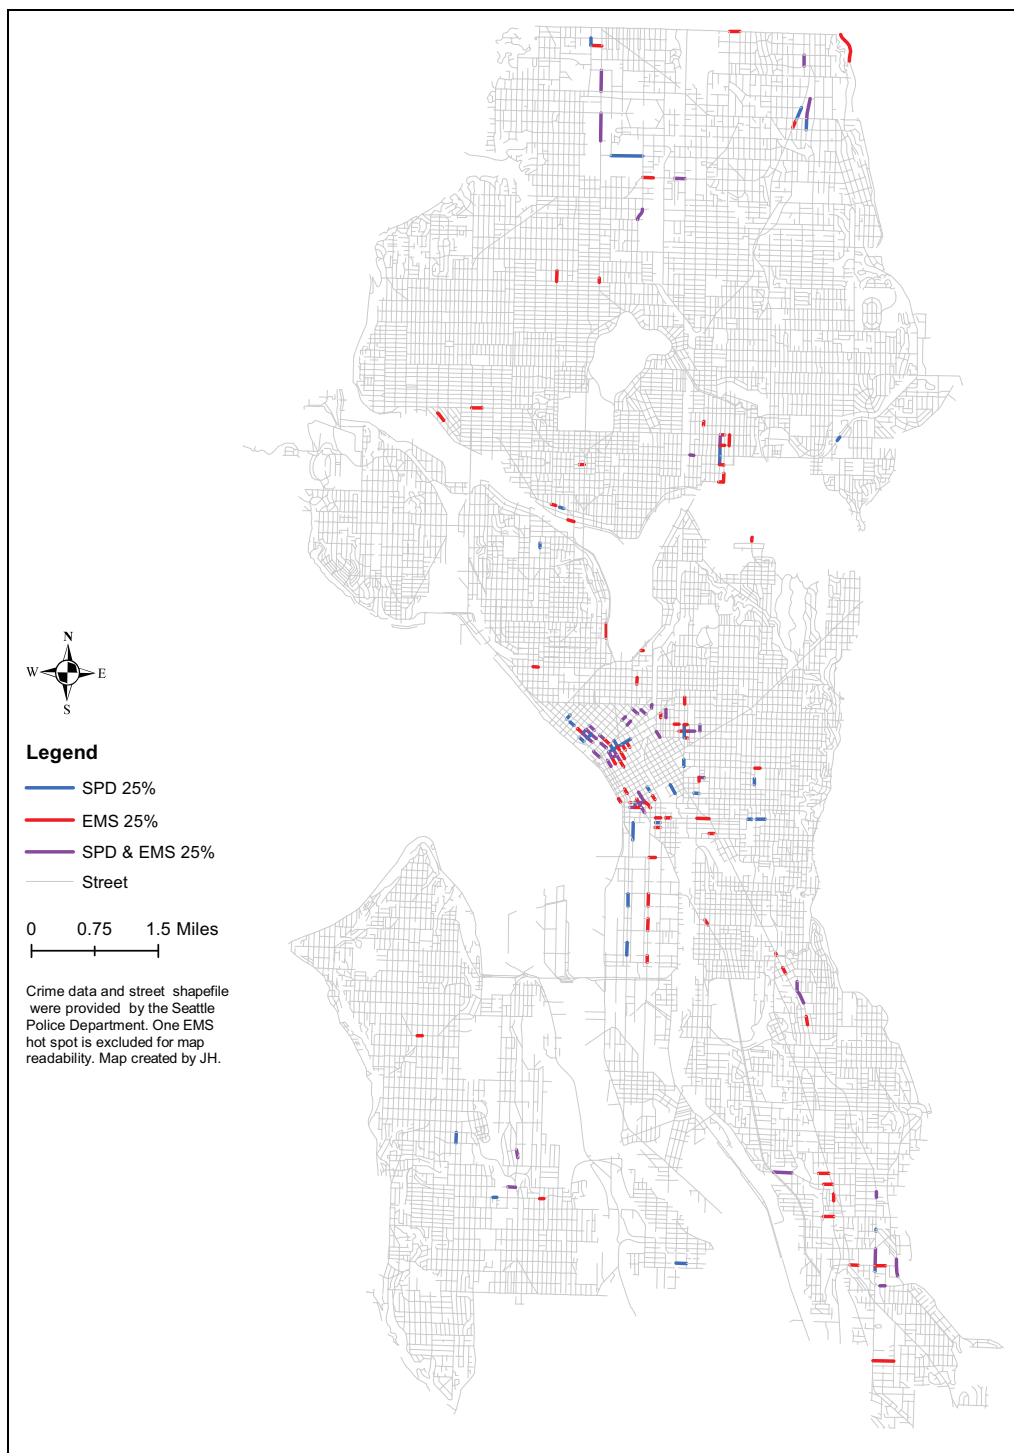 N
W E
S
Legend
SPD 25%
EMS 25%
SPD & EMS 25%
Street
0 0.75 1.5 Miles
Crime data and street shapefile
were provided by the Seattle
Police Department. One EMS
hot spot is excluded for map
readability. Map created by JH.